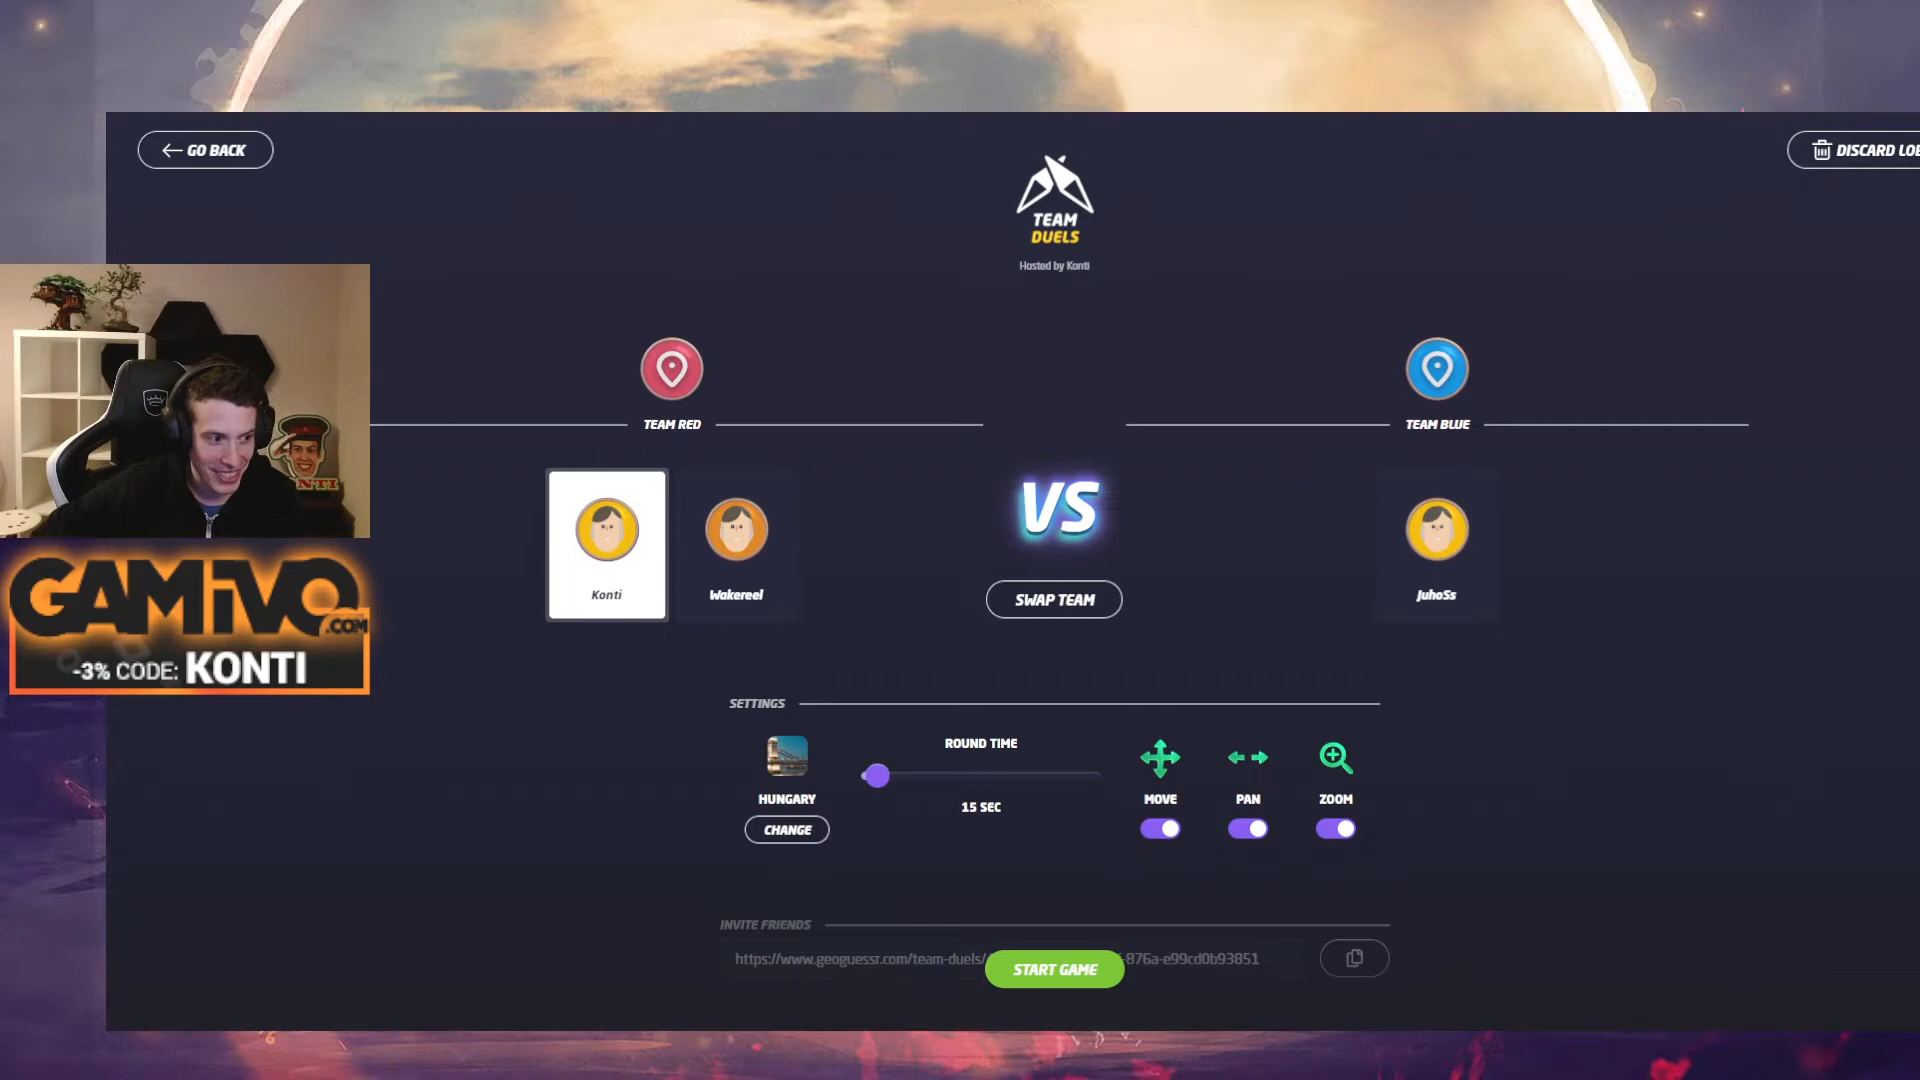 GO BACK
DISCARD LOB
TEAM
DUELS
Hosted by Konti
TEAM RED
TEAM BLUE
NTI
Konti
Wakereel
VS
JuhoSs
SWAP TEAM
GAMiVO
.COM
-3% CODE: KONTI
SETTINGS
ROUND TIME
HUNGARY
15 SEC
MOVE
PAN
ZOOM
CHANGE
INVITE FRIENDS
https://www.geoguessr.com/team-duels/
-876a-e99cd0b93851
START GAME